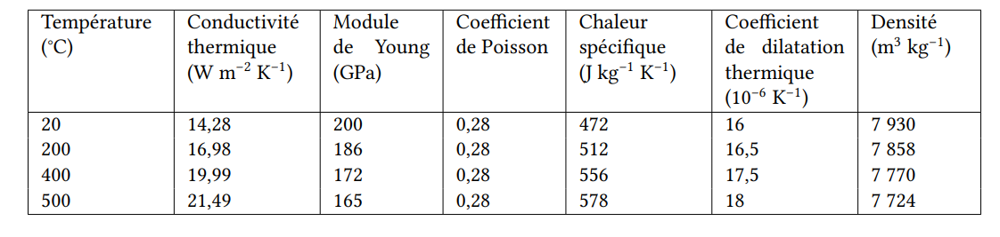 Température Conductivité Module Coefficient Chaleur Coefficient Densité
(°C) thermique de Young de Poisson spécifique de dilatation (m³ kg⁻¹)
(W m⁻² K⁻¹) (GPa) (J kg⁻¹ K⁻¹) thermique
(10⁻⁶ K⁻¹)
20 14,28 200 0,28 472 16 7 930
200 16,98 186 0,28 512 16,5 7 858
400 19,99 172 0,28 556 17,5 7 770
500 21,49 165 0,28 578 18 7 724